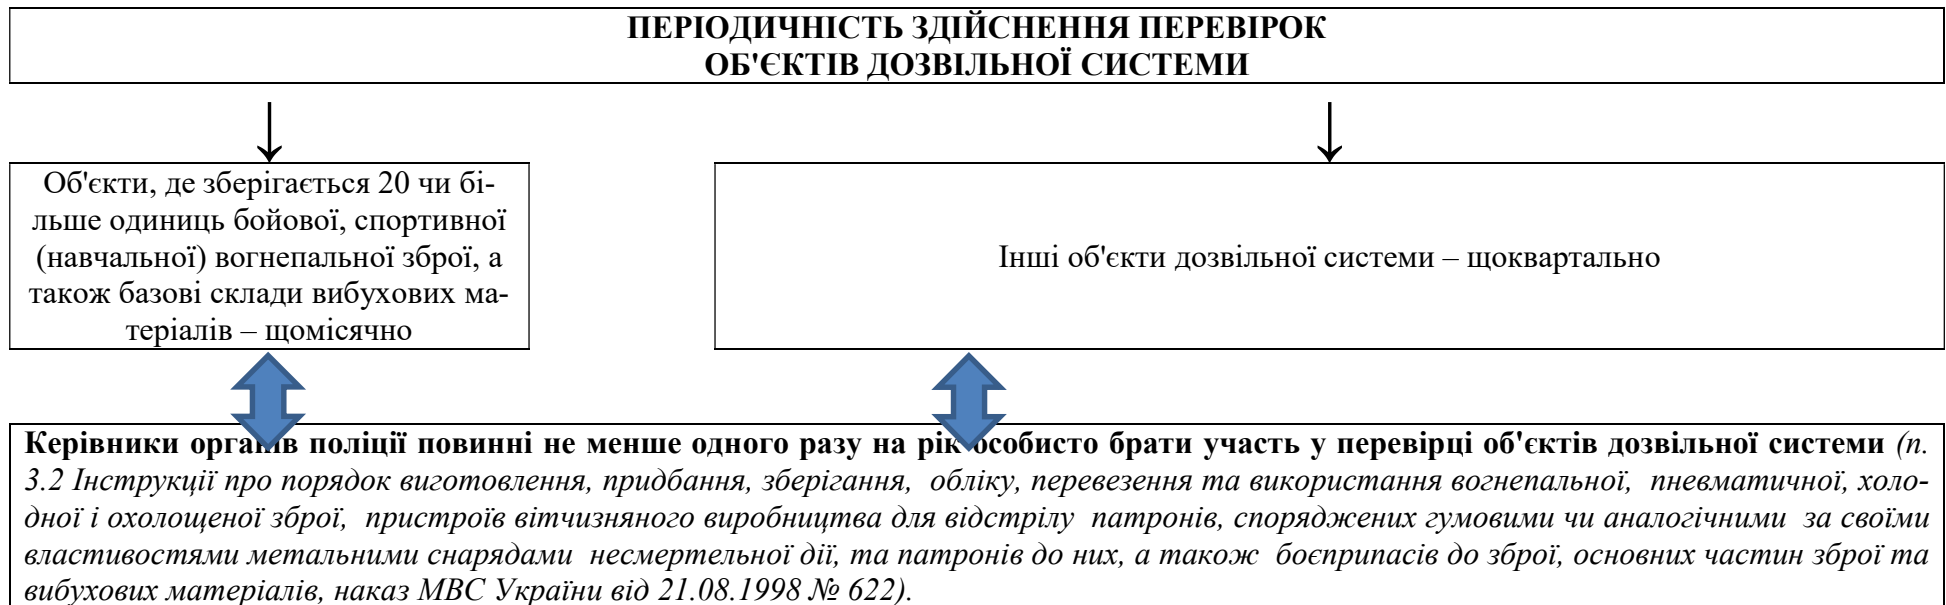 ПЕРІОДИЧНІСТЬ ЗДІЙСНЕННЯ ПЕРЕВІРОК
ОБ'ЄКТІВ ДОЗВІЛЬНОЇ СИСТЕМИ
Об'єкти, де зберігається 20 чи бі-
льше одиниць бойової, спортивної
(навчальної) вогнепальної зброї, а
також базові склади вибухових ма-
теріалів – щомісячно
Інші об'єкти дозвільної системи – щоквартально
Керівники органів поліції повинні не менше одного разу на рік особисто брати участь у перевірці об'єктів дозвільної системи (п.
3.2 Інструкції про порядок виготовлення, придбання, зберігання, обліку, перевезення та використання вогнепальної, пневматичної, холо-
дної і охолощеної зброї, пристроїв вітчизняного виробництва для відстрілу патронів, споряджених гумовими чи аналогічними за своїми
властивостями метальними снарядами несмертельної дії, та патронів до них, а також боєприпасів до зброї, основних частин зброї та
вибухових матеріалів, наказ МВС України від 21.08.1998 № 622).